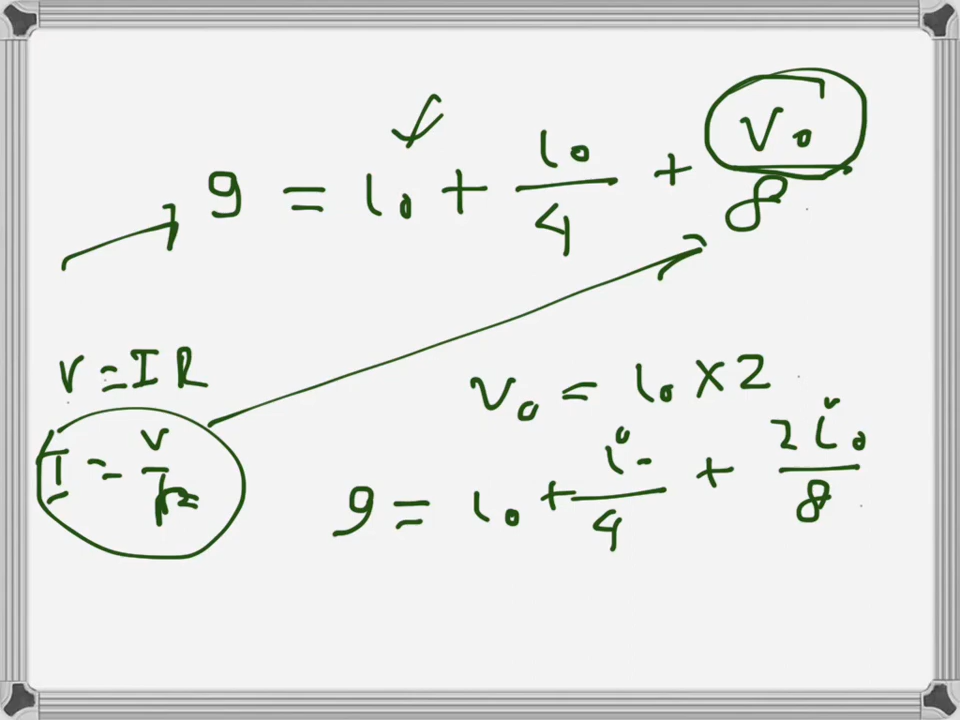 9 = i₀ + i₀/4 + V₀/8
V = IR
V₀ = i₀ × 2
I = V/R
9 = i₀ + i₀/4 + 2i₀/8